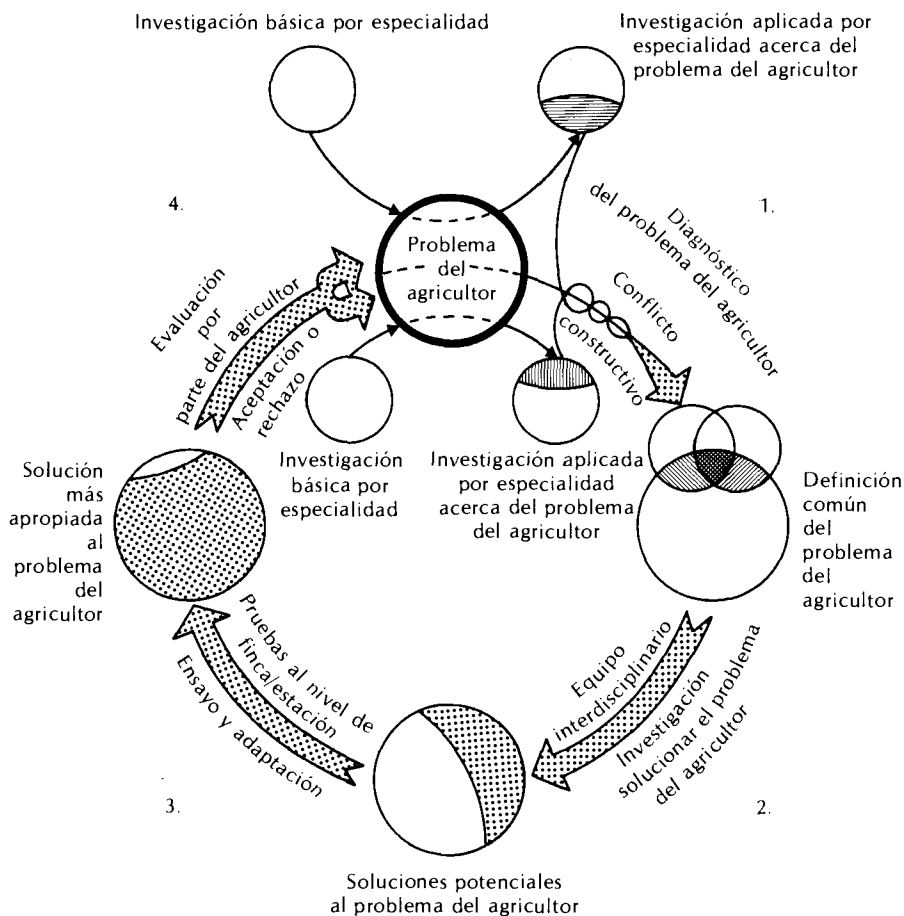 Investigación básica por especialidad
Investigación aplicada por
especialidad acerca del
problema del agricultor
4.
1.
Problema
del
agricultor
Diagnóstico
del problema del agricultor
Conflicto
constructivo
Evaluación
por
parte del agricultor
Aceptación o
rechazo
Investigación
básica por
especialidad
Investigación aplicada
por especialidad
acerca del problema
del agricultor
Solución
más
apropiada
al
problema
del
agricultor
Definición
común
del
problema
del
agricultor
Pruebas al nivel de
finca/estación
Ensayo y adaptación
Equipo
interdisciplinario
Investigación
solucionar el problema
del agricultor
3.
2.
Soluciones potenciales
al problema del agricultor